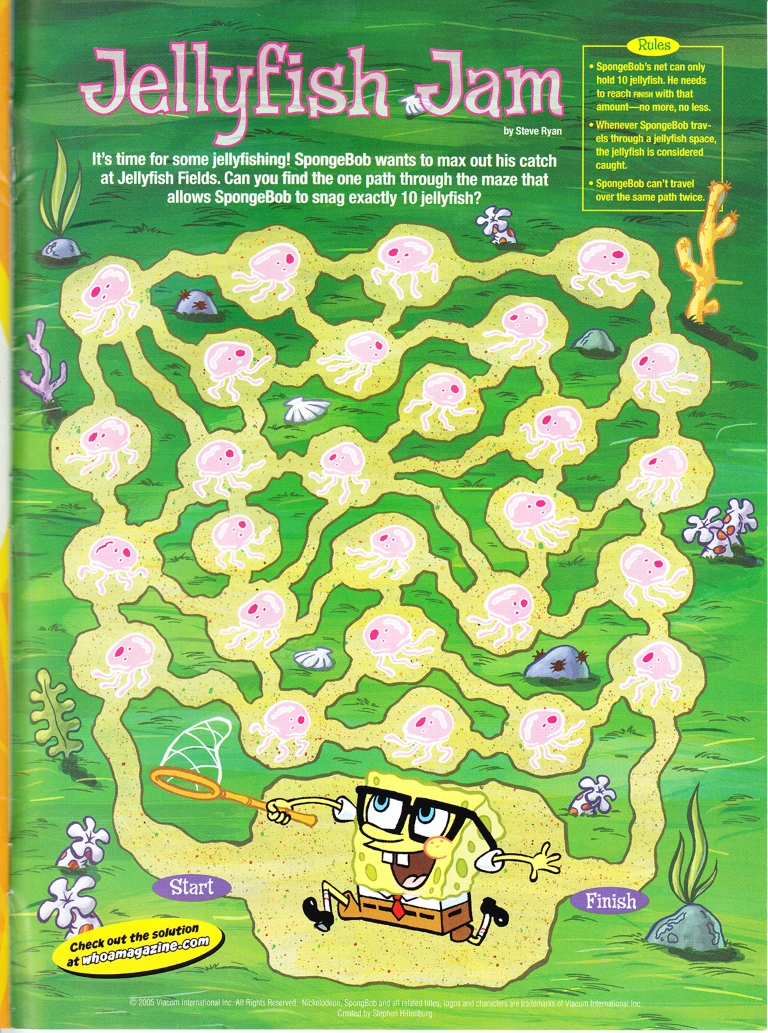 Jellyfish Jam
by Steve Ryan
It's time for some jellyfishing! SpongeBob wants to max out his catch
at Jellyfish Fields. Can you find the one path through the maze that
allows SpongeBob to snag exactly 10 jellyfish?
Rules
• SpongeBob's net can only
hold 10 jellyfish. He needs
to reach FINISH with that
amount—no more, no less.
• Whenever SpongeBob trav-
els through a jellyfish space,
the jellyfish is considered
caught.
• SpongeBob can't travel
over the same path twice.
Start
Finish
Check out the solution
at whoamagazine.com
© 2005 Viacom International Inc. All Rights Reserved. Nickelodeon, SpongBob and all related titles, logos and characters are trademarks of Viacom International Inc.
Created by Stephen Hillenburg.